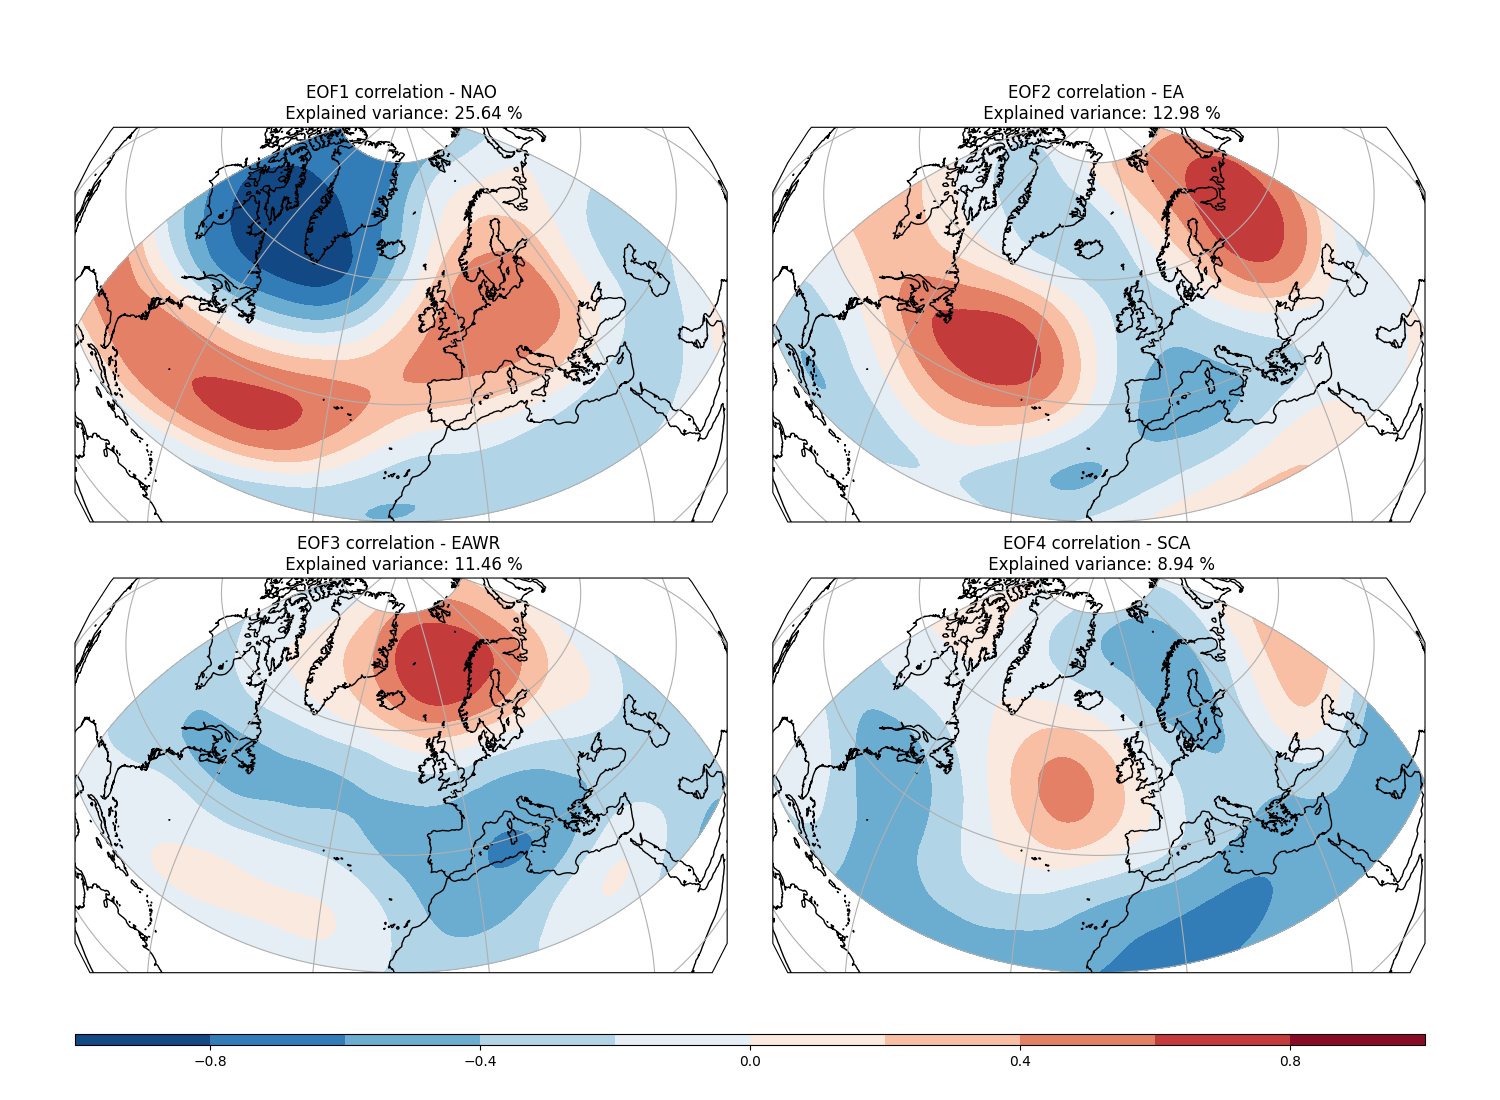 EOF1 correlation - NAO
Explained variance: 25.64 %
EOF2 correlation - EA
Explained variance: 12.98 %
EOF3 correlation - EAWR
Explained variance: 11.46 %
EOF4 correlation - SCA
Explained variance: 8.94 %
−0.8 −0.4 0.0 0.4 0.8